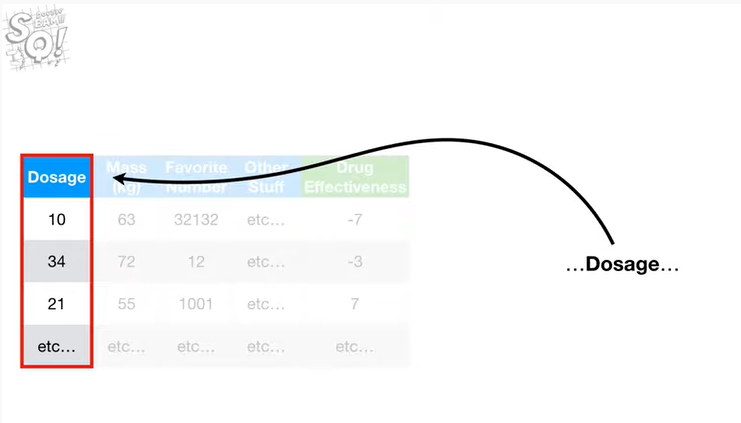 SQ!
Dosage
Mass (kg)
Favorite Number
Other Stuff
Drug Effectiveness
10 63 32132 etc… -7
34 72 12 etc… -3
21 55 1001 etc… 7
etc… etc… etc… etc… etc…
…Dosage…